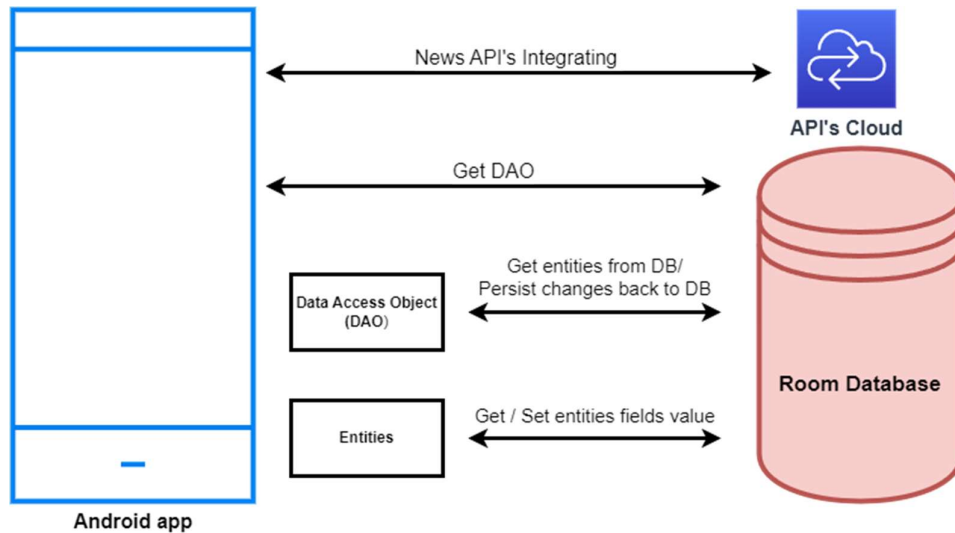 News API's Integrating
API's Cloud
Get DAO
Get entities from DB/
Persist changes back to DB
Data Access Object
(DAO)
Room Database
Get / Set entities fields value
Entities
Android app